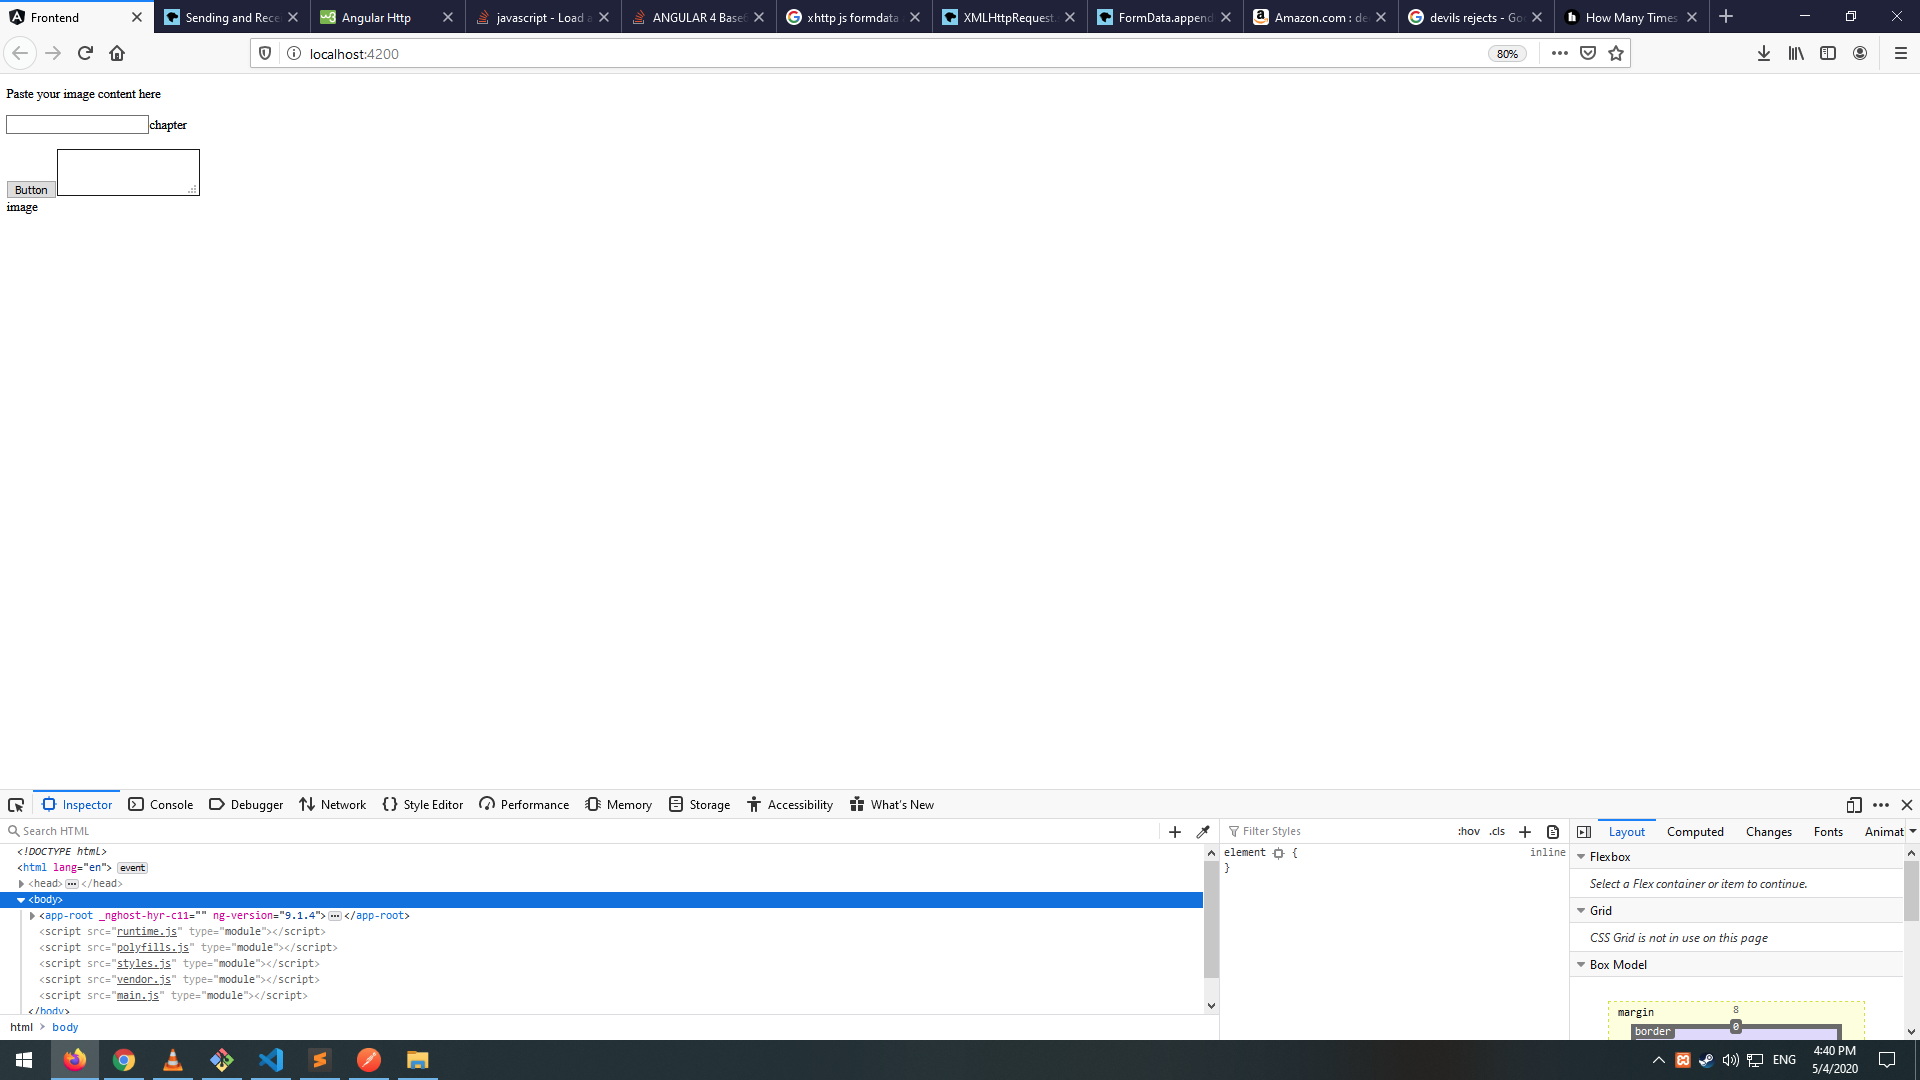 Frontend
Sending and Rece
Angular Http
javascript - Load a
ANGULAR 4 Base6
xhttp js formdata
XMLHttpRequest.
FormData.append
Amazon.com : de
devils rejects - Go
How Many Times
localhost:4200
80%
Paste your image content here
chapter
Button
image
Inspector
Console
Debugger
Network
Style Editor
Performance
Memory
Storage
Accessibility
What's New
Search HTML
Filter Styles
:hov
.cls
Layout
Computed
Changes
Fonts
Animat
<!DOCTYPE html>
<html lang="en"> event
<head> </head>
<body>
<app-root _nghost-hyr-c11="" ng-version="9.1.4"> </app-root>
<script src="runtime.js" type="module"></script>
<script src="polyfills.js" type="module"></script>
<script src="styles.js" type="module"></script>
<script src="vendor.js" type="module"></script>
<script src="main.js" type="module"></script>
</body>
html > body
element {
inline
}
Flexbox
Select a Flex container or item to continue.
Grid
CSS Grid is not in use on this page
Box Model
margin
8
border
0
ENG
4:40 PM
5/4/2020